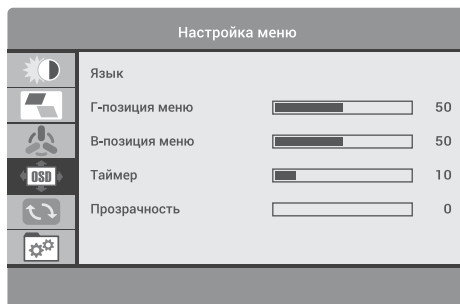 Настройка меню
Язык
Г-позиция меню 50
В-позиция меню 50
OSD
Таймер 10
Прозрачность 0